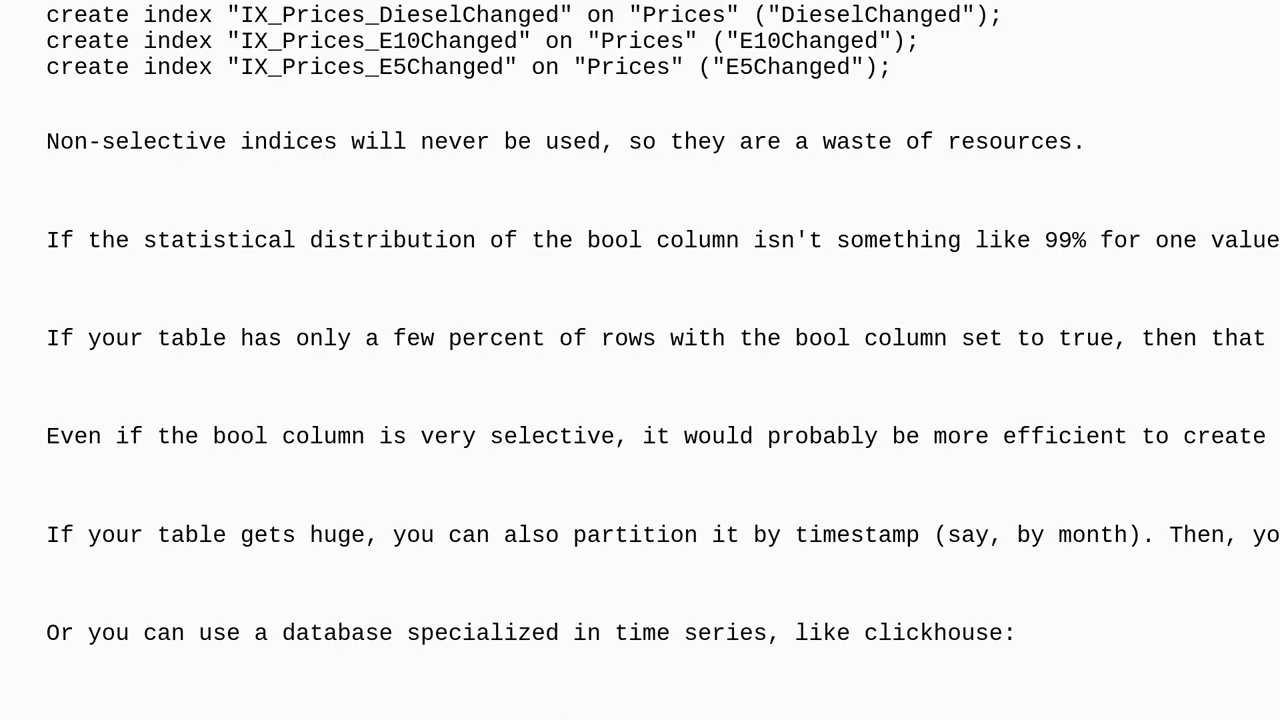 create index "IX_Prices_DieselChanged" on "Prices" ("DieselChanged");
create index "IX_Prices_E10Changed" on "Prices" ("E10Changed");
create index "IX_Prices_E5Changed" on "Prices" ("E5Changed");
Non-selective indices will never be used, so they are a waste of resources.
If the statistical distribution of the bool column isn't something like 99% for one value
If your table has only a few percent of rows with the bool column set to true, then that
Even if the bool column is very selective, it would probably be more efficient to create
If your table gets huge, you can also partition it by timestamp (say, by month). Then, yo
Or you can use a database specialized in time series, like clickhouse: